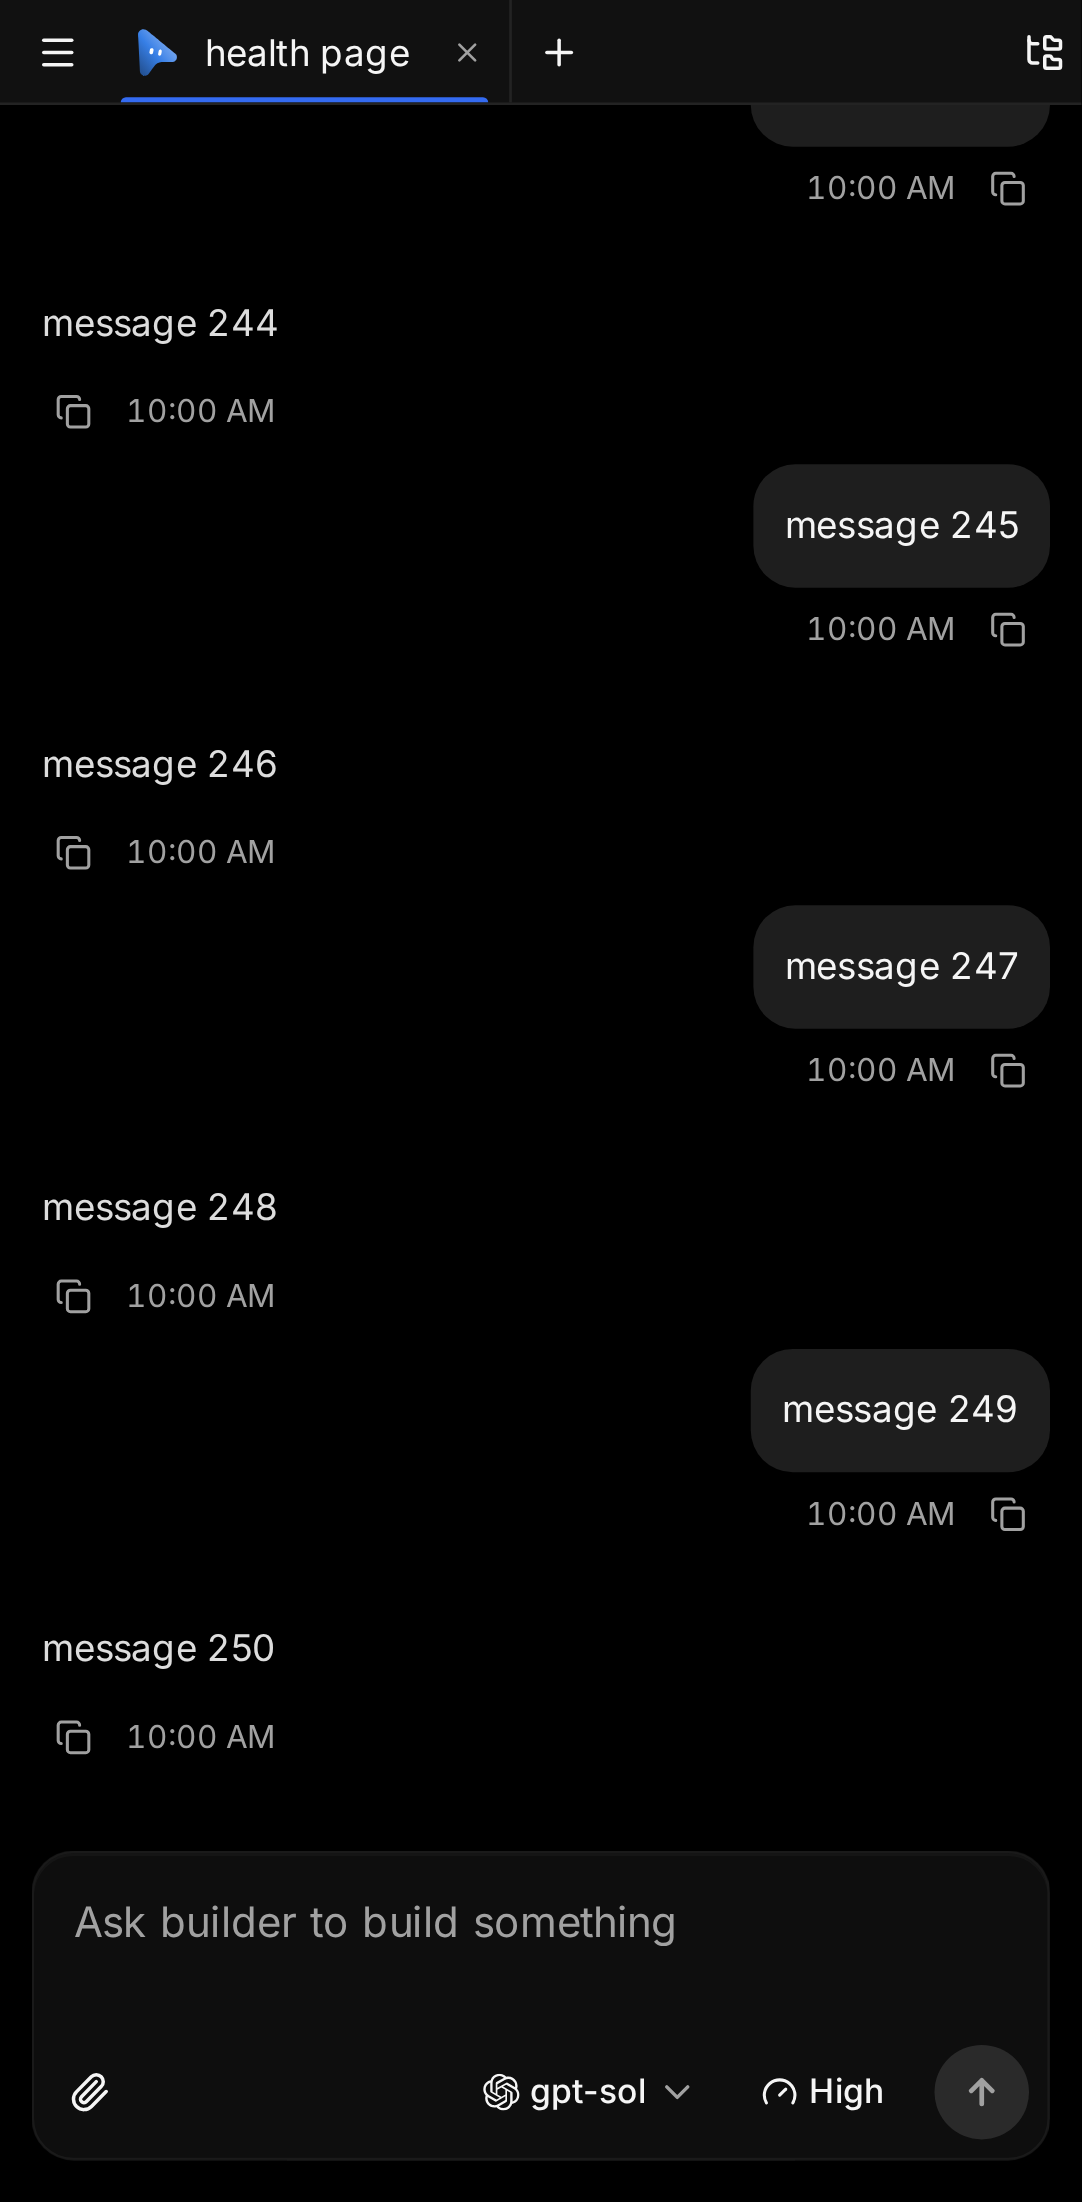 health page
10:00 AM
message 244
10:00 AM
message 245
10:00 AM
message 246
10:00 AM
message 247
10:00 AM
message 248
10:00 AM
message 249
10:00 AM
message 250
10:00 AM
Ask builder to build something
gpt-sol High